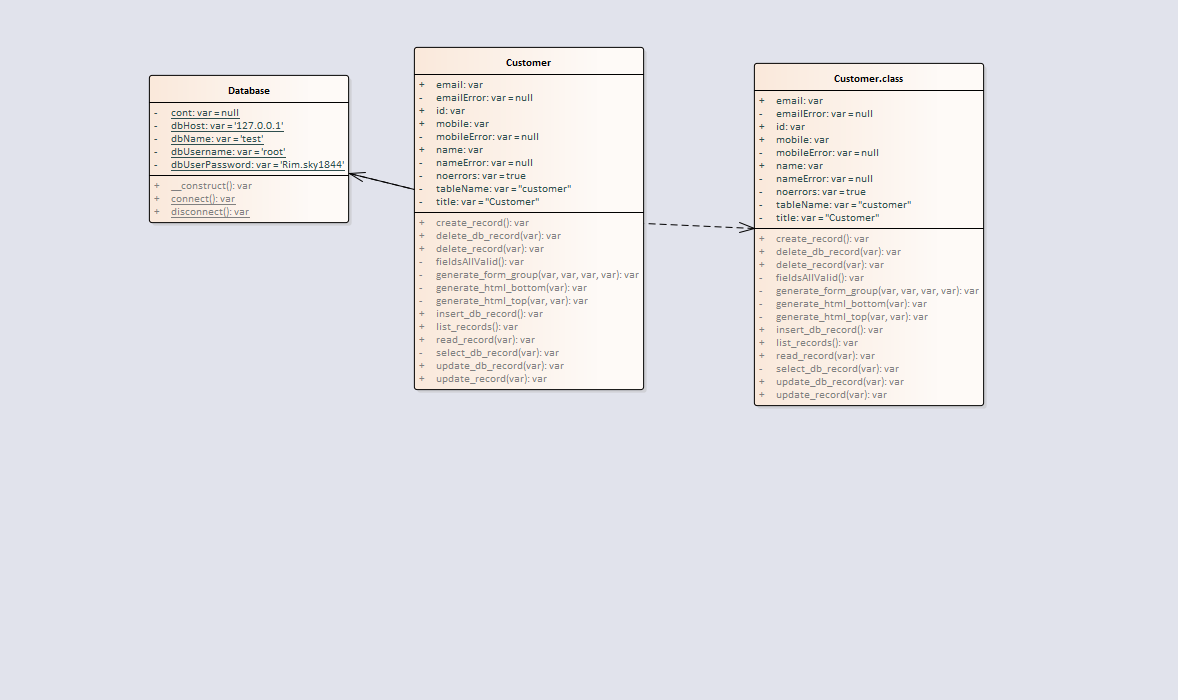 Database
- cont: var = null
- dbHost: var = '127.0.0.1'
- dbName: var = 'test'
- dbUsername: var = 'root'
- dbUserPassword: var = 'Rim.sky1844'
+ __construct(): var
+ connect(): var
+ disconnect(): var
Customer
+ email: var
- emailError: var = null
+ id: var
+ mobile: var
- mobileError: var = null
+ name: var
- nameError: var = null
- noerrors: var = true
- tableName: var = "customer"
- title: var = "Customer"
+ create_record(): var
+ delete_db_record(var): var
+ delete_record(var): var
- fieldsAllValid(): var
- generate_form_group(var, var, var, var): var
- generate_html_bottom(var): var
- generate_html_top(var, var): var
+ insert_db_record(): var
+ list_records(): var
+ read_record(var): var
- select_db_record(var): var
+ update_db_record(var): var
+ update_record(var): var
Customer.class
+ email: var
- emailError: var = null
+ id: var
+ mobile: var
- mobileError: var = null
+ name: var
- nameError: var = null
- noerrors: var = true
- tableName: var = "customer"
- title: var = "Customer"
+ create_record(): var
+ delete_db_record(var): var
+ delete_record(var): var
- fieldsAllValid(): var
- generate_form_group(var, var, var, var): var
- generate_html_bottom(var): var
- generate_html_top(var, var): var
+ insert_db_record(): var
+ list_records(): var
+ read_record(var): var
- select_db_record(var): var
+ update_db_record(var): var
+ update_record(var): var